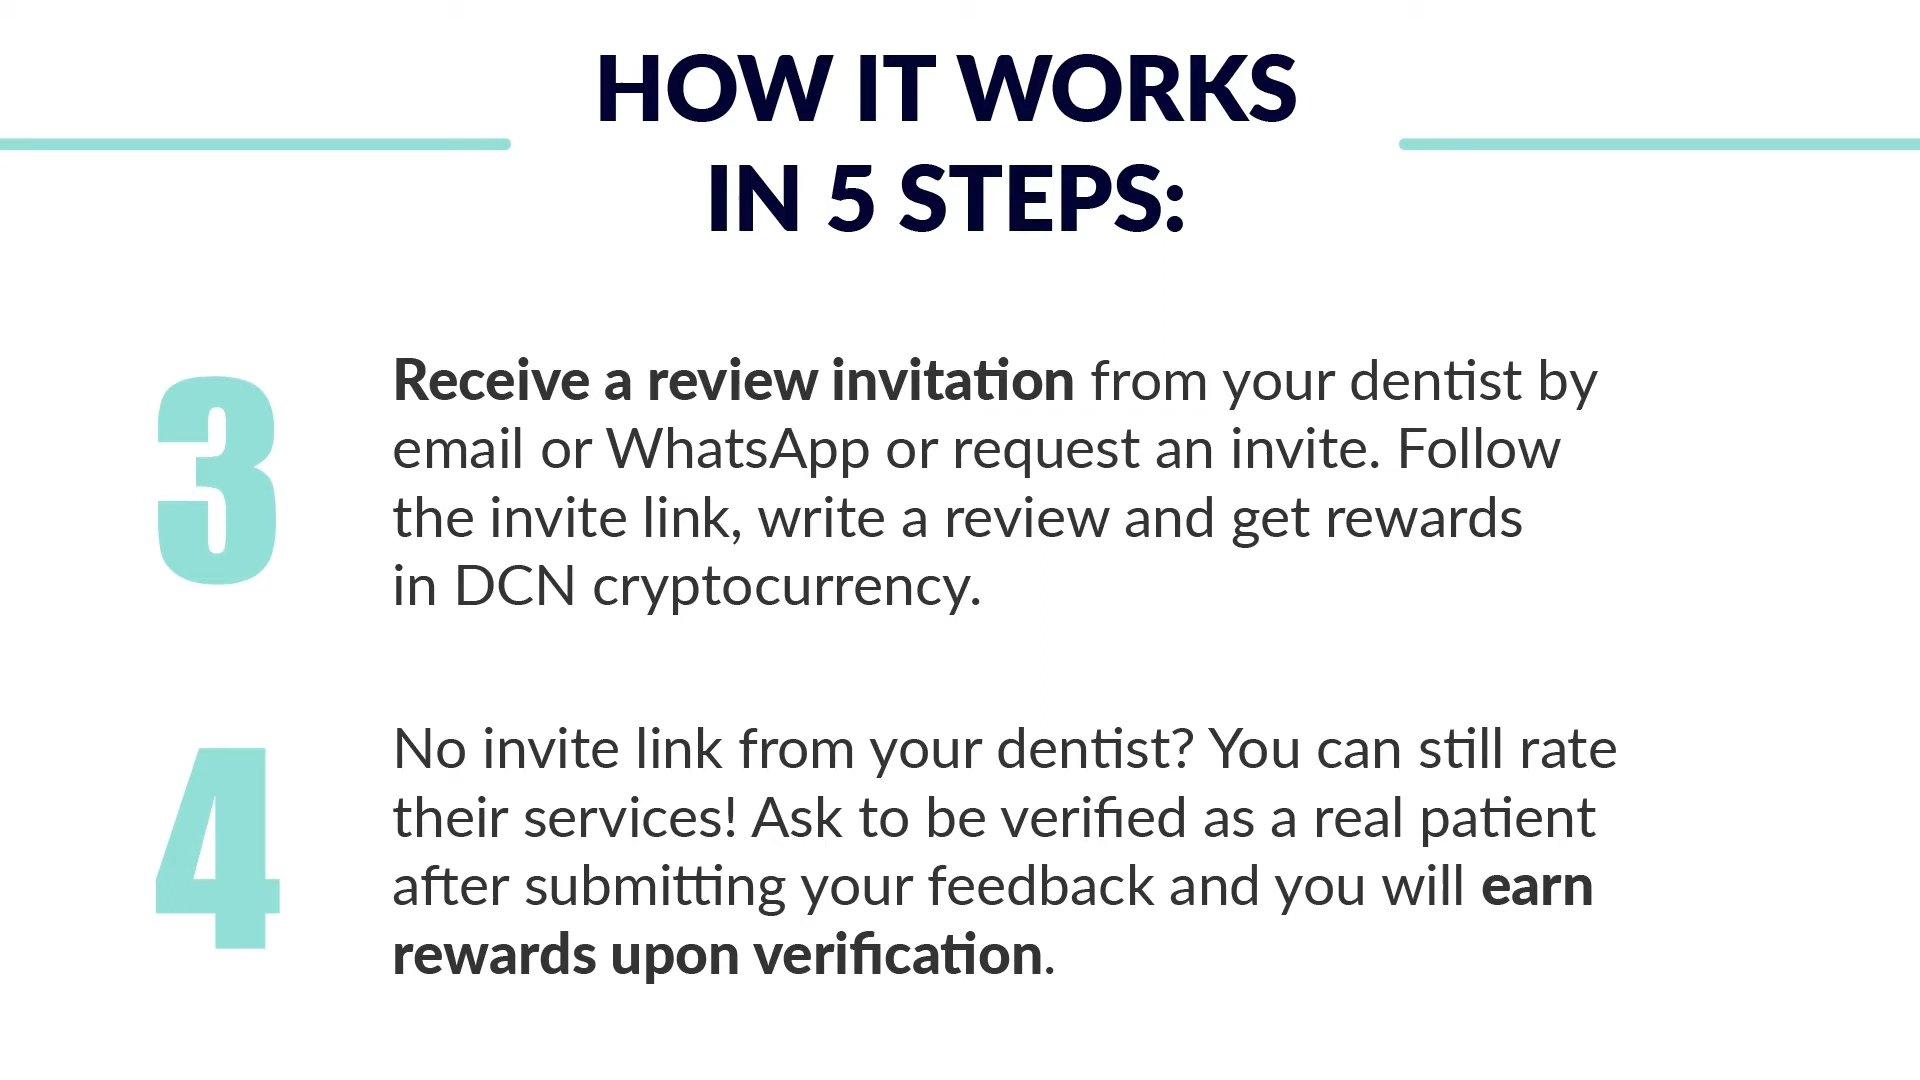 HOW IT WORKS
IN 5 STEPS:
3
Receive a review invitation from your dentist by
email or WhatsApp or request an invite. Follow
the invite link, write a review and get rewards
in DCN cryptocurrency.
4
No invite link from your dentist? You can still rate
their services! Ask to be verified as a real patient
after submitting your feedback and you will earn
rewards upon verification.